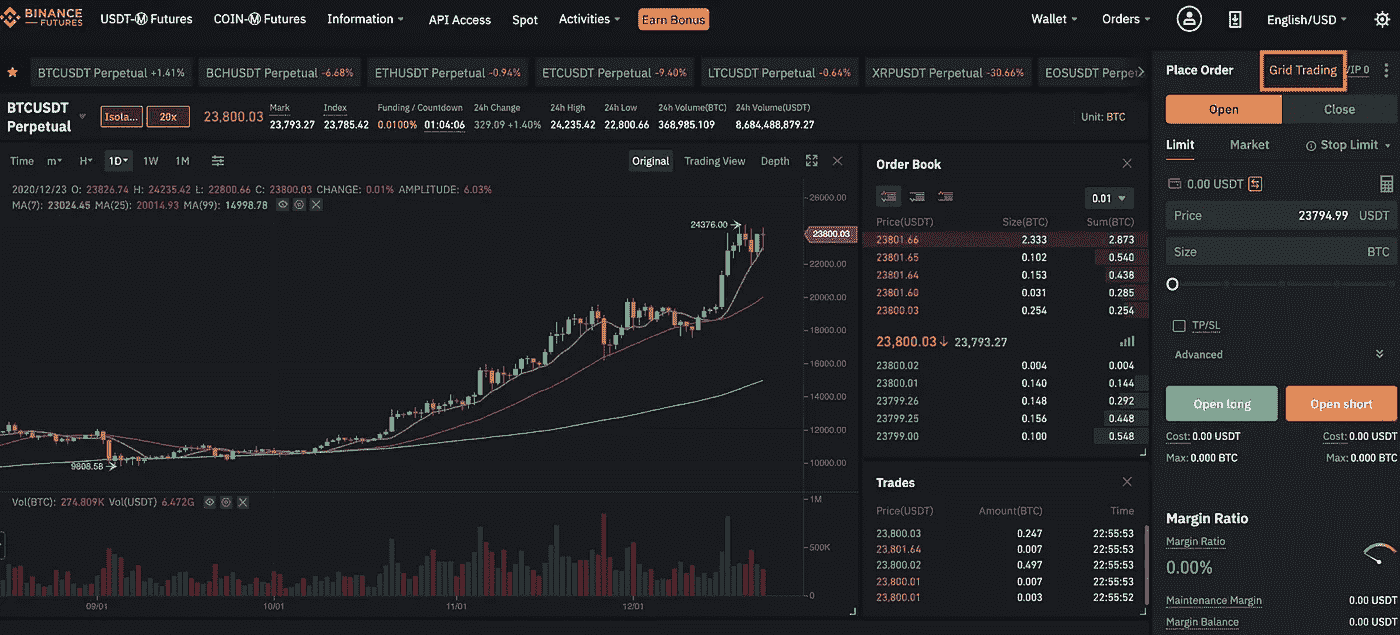 BINANCE
FUTURES
USDT-Ⓜ Futures COIN-Ⓜ Futures Information API Access Spot Activities Earn Bonus Wallet Orders English/USD
BTCUSDT Perpetual +1.41% BCHUSDT Perpetual -6.68% ETHUSDT Perpetual -0.94% ETCUSDT Perpetual -9.40% LTCUSDT Perpetual -0.64% XRPUSDT Perpetual -30.66% EOSUSDT Perpet
BTCUSDT
Perpetual
Isola... 20x 23,800.03
Mark Index Funding / Countdown 24h Change 24h High 24h Low 24h Volume(BTC) 24h Volume(USDT)
23,793.27 23,785.42 0.0100% 01:04:06 329.09 +1.40% 24,235.42 22,800.66 368,985.109 8,684,488,879.27
Unit: BTC
Time m H 1D 1W 1M Original Trading View Depth
2020/12/23 O: 23826.74 H: 24235.42 L: 22800.66 C: 23800.03 CHANGE: 0.01% AMPLITUDE: 6.03%
MA(7): 23024.45 MA(25): 20014.93 MA(99): 14998.78
24376.00
9808.58
26000.00
23800.03
22000.00
20000.00
18000.00
16000.00
14000.00
12000.00
10000.00
Vol(BTC): 274.809K Vol(USDT) 6.472G
1M
500K
0
09/01 10/01 11/01 12/01
Order Book
0.01
Price(USDT) Size(BTC) Sum(BTC)
23801.66 2.333 2.873
23801.65 0.102 0.540
23801.64 0.153 0.438
23801.60 0.031 0.285
23800.03 0.254 0.254
23,800.03 23,793.27
23800.02 0.004 0.004
23800.01 0.140 0.144
23799.26 0.148 0.292
23799.25 0.156 0.448
23799.00 0.100 0.548
Trades
Price(USDT) Amount(BTC) Time
23,800.03 0.247 22:55:53
23,801.64 0.007 22:55:53
23,800.02 0.497 22:55:53
23,800.01 0.007 22:55:53
23,800.01 0.003 22:55:52
Place Order Grid Trading VIP 0
Open Close
Limit Market Stop Limit
0.00 USDT
Price 23794.99 USDT
Size BTC
TP/SL
Advanced
Open long Open short
Cost: 0.00 USDT Cost: 0.00 USDT
Max: 0.000 BTC Max: 0.000 BTC
Margin Ratio
Margin Ratio
0.00%
Maintenance Margin 0.00 USDT
Margin Balance 0.00 USDT